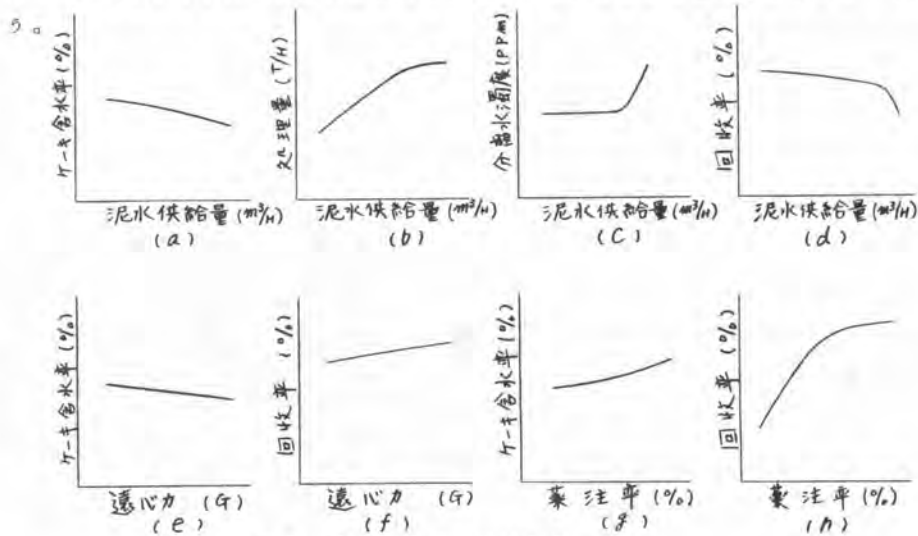 う。
ケーキ含水率(%)
泥水供給量(m³/H)
(a)
処理量(T/H)
泥水供給量(m³/H)
(b)
分離水濁度(PPm)
泥水供給量(m³/H)
(c)
回収率(%)
泥水供給量(m³/H)
(d)
ケーキ含水率(%)
遠心力(G)
(e)
回収率(%)
遠心力(G)
(f)
ケーキ含水率(%)
薬注率(%)
(g)
回収率(%)
薬注率(%)
(h)